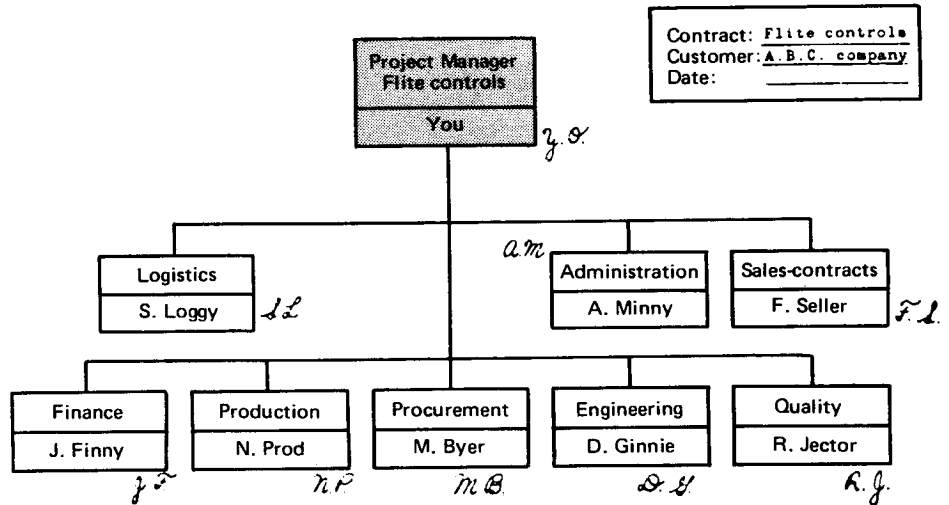 Contract: Flite controls
Customer: A.B.C. company
Date:
Project Manager
Flite controls
You
Y.O.
Logistics
S. Loggy
S L
A.M
Administration
A. Minny
Sales-contracts
F. Seller
F. S.
Finance
J. Finny
J F
Production
N. Prod
N.P.
Procurement
M. Byer
M B.
Engineering
D. Ginnie
D. G.
Quality
R. Jector
R. J.